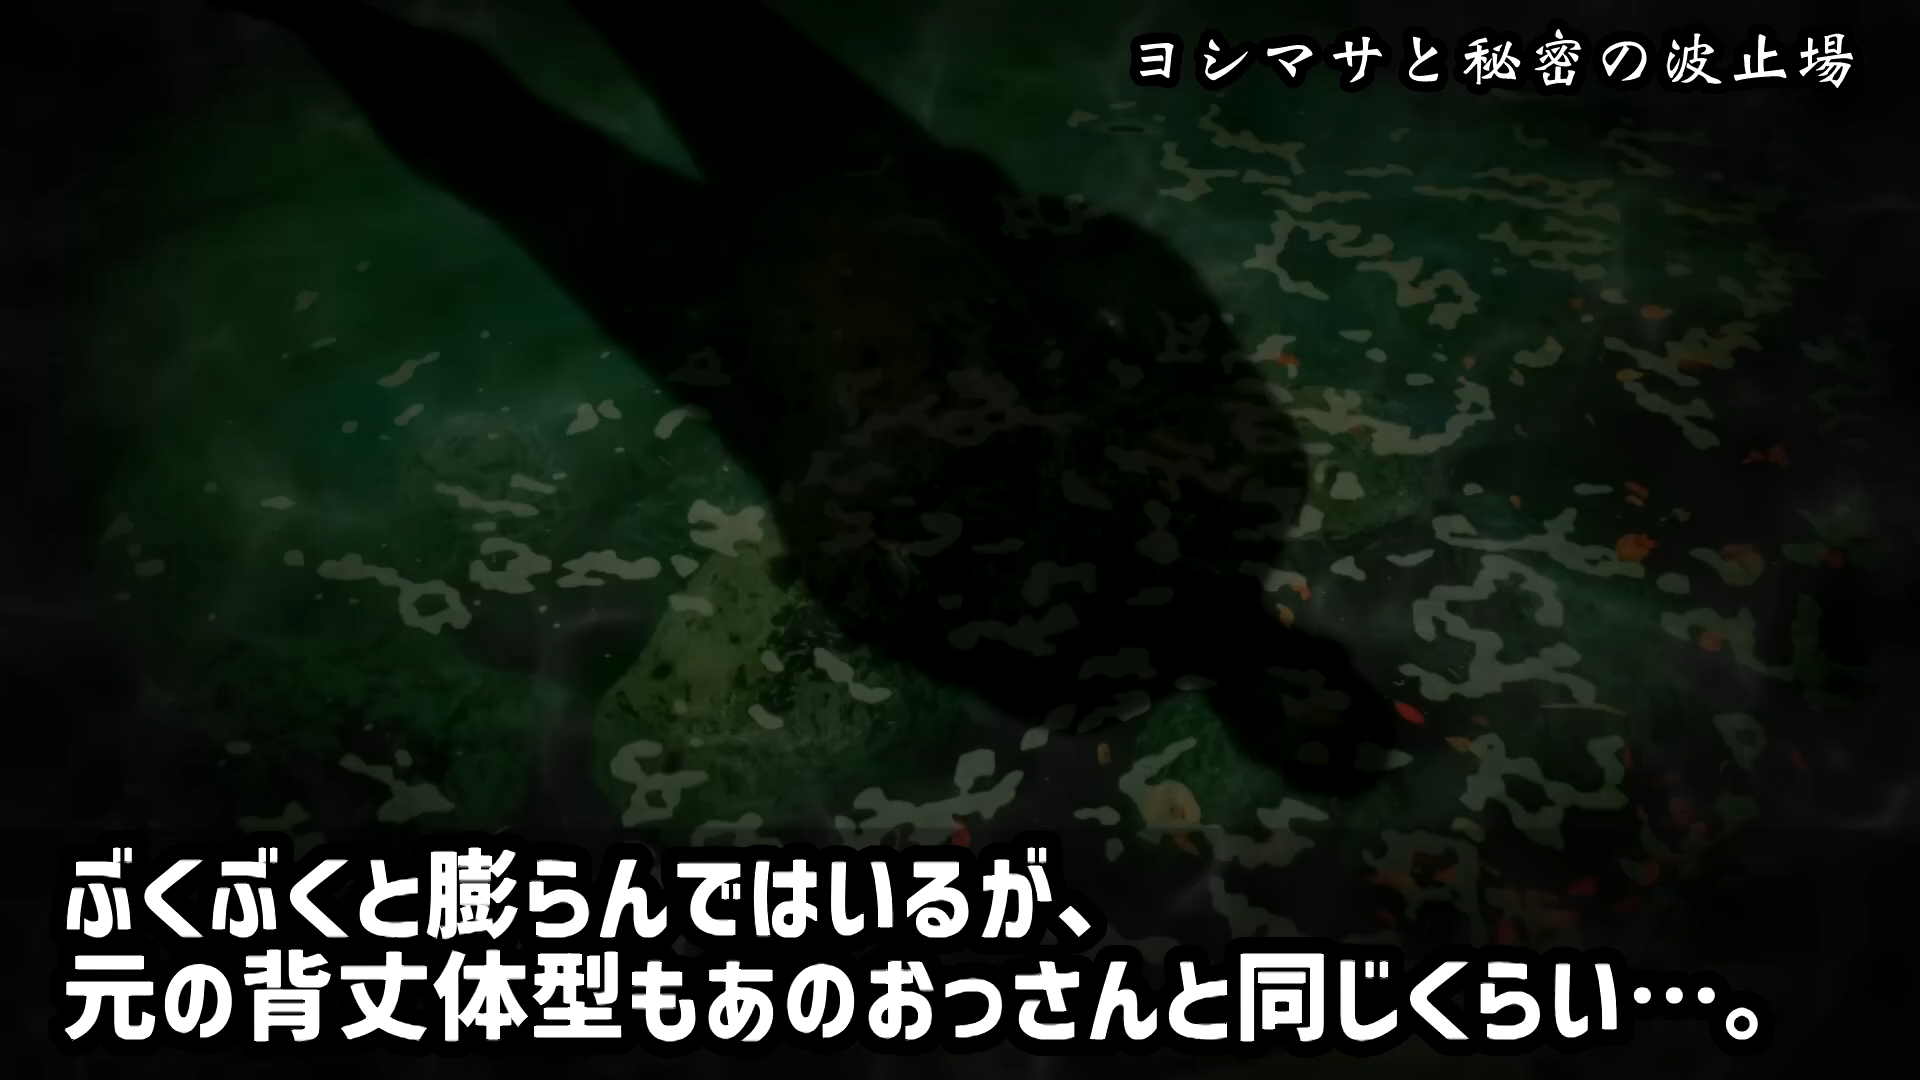 ヨシマサと秘密の波止場
ぶくぶくと膨らんではいるが、
元の背丈体型もあのおっさんと同じくらい…。